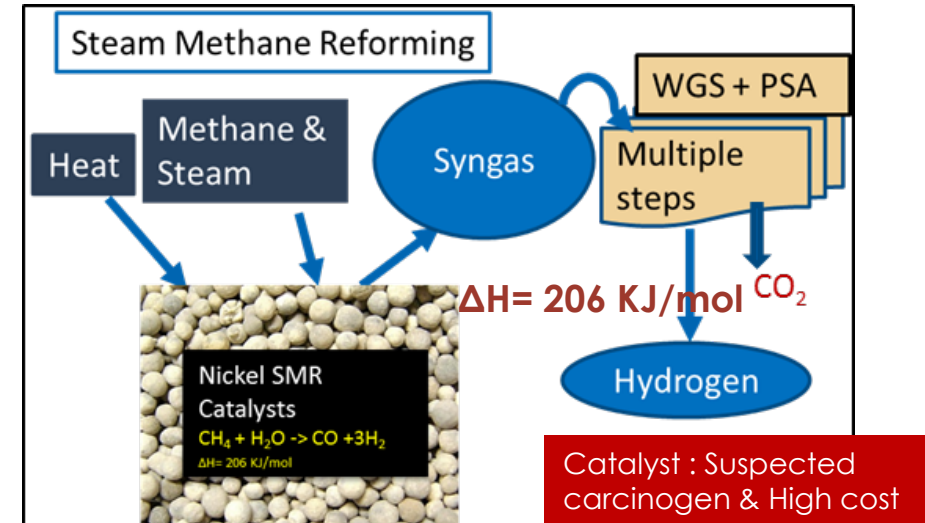 Steam Methane Reforming
WGS + PSA
Heat
Methane &
Steam
Syngas
Multiple
steps
ΔH= 206 KJ/mol
CO₂
Nickel SMR
Catalysts
CH₄ + H₂O -> CO +3H₂
ΔH= 206 KJ/mol
Hydrogen
Catalyst : Suspected
carcinogen & High cost